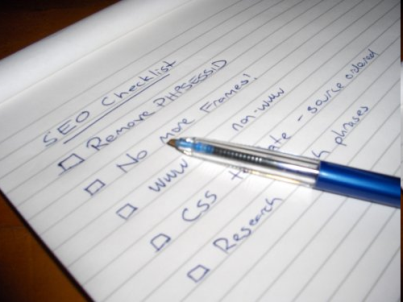 SEO Checklist
Remove PHPSESSID
No more Frames!
www non-www
CSS - source ordered
Research phrases